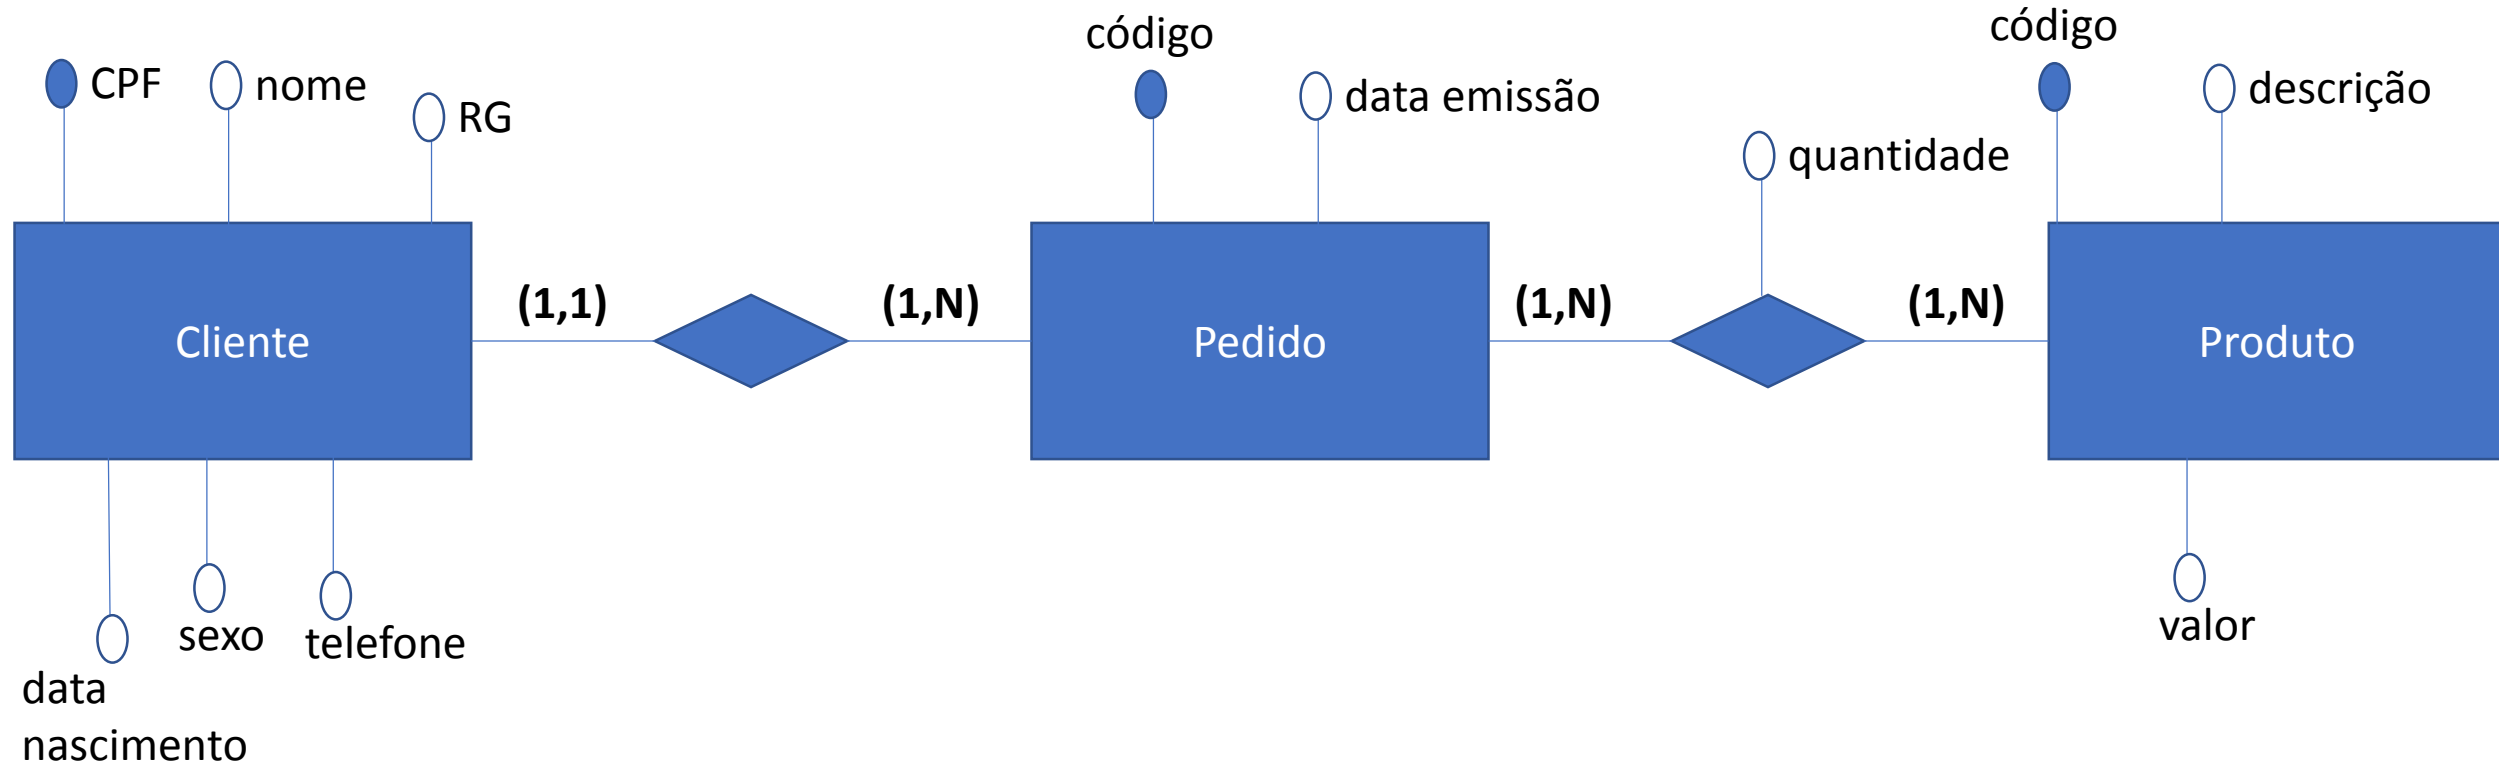 código
código
CPF
nome
RG
data emissão
descrição
quantidade
(1,1)
(1,N)
(1,N)
(1,N)
Cliente
Pedido
Produto
sexo
telefone
valor
data
nascimento